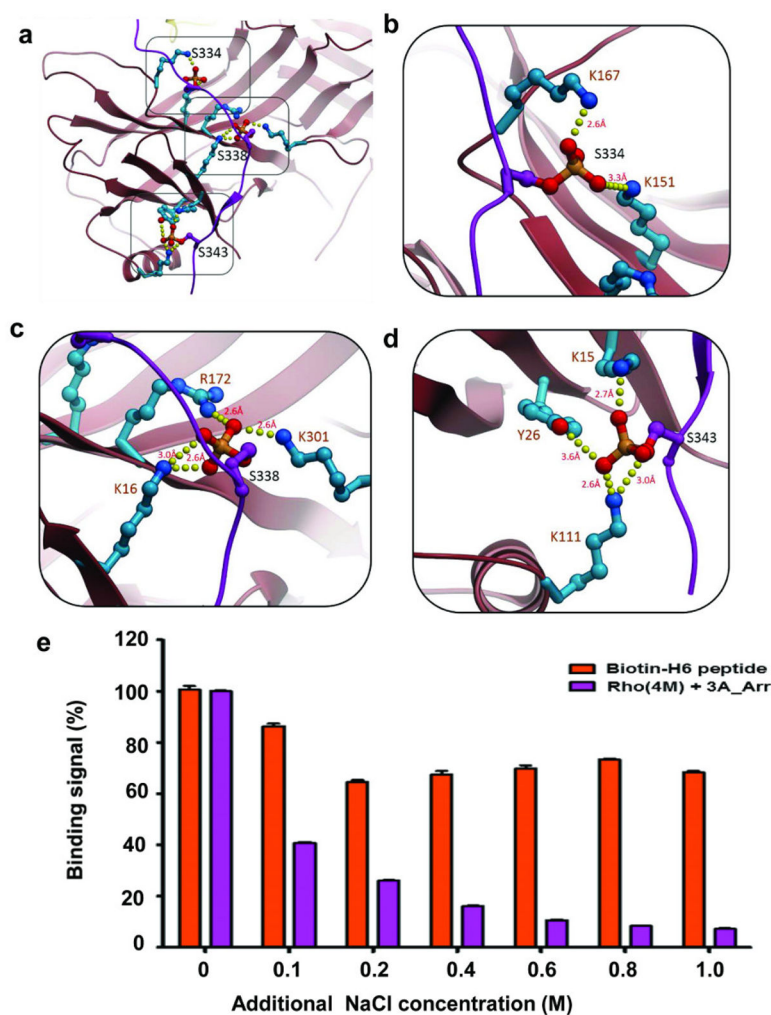 a
S334
S338
S343
b
K167
2.6Å
S334
3.3Å
K151
c
R172
2.6Å
2.6Å
K301
3.0Å
2.6Å
K16
S338
d
K15
2.7Å
Y26
S343
3.6Å
2.6Å
3.0Å
K111
e
120
100
80
60
40
20
0
Binding signal (%)
Biotin-H6 peptide
Rho(4M) + 3A_Arr
0 0.1 0.2 0.4 0.6 0.8 1.0
Additional NaCl concentration (M)